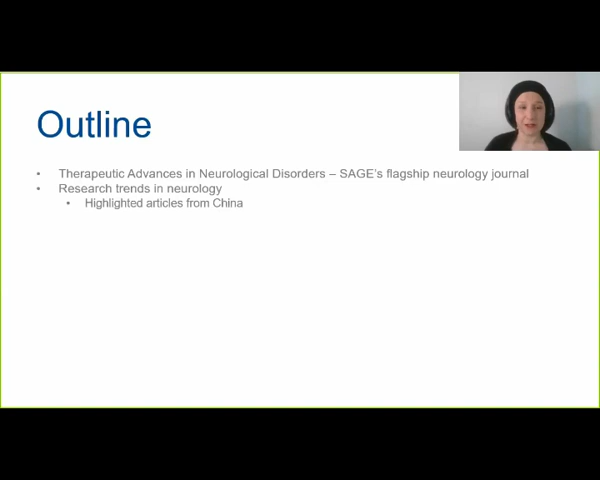 Outline
• Therapeutic Advances in Neurological Disorders – SAGE's flagship neurology journal
• Research trends in neurology
• Highlighted articles from China